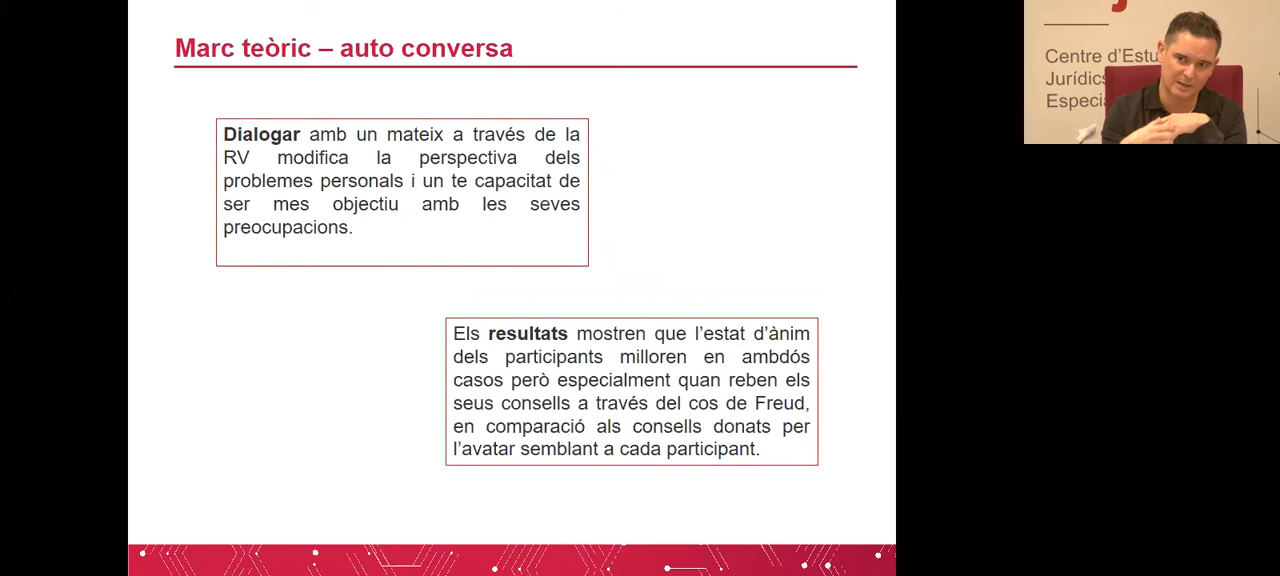 Marc teòric – auto conversa
Dialogar amb un mateix a través de la
RV modifica la perspectiva dels
problemes personals i un te capacitat de
ser mes objectiu amb les seves
preocupacions.
Els resultats mostren que l'estat d'ànim
dels participants milloren en ambdós
casos però especialment quan reben els
seus consells a través del cos de Freud,
en comparació als consells donats per
l'avatar semblant a cada participant.
Centre d'Estu
Jurídics
Especia